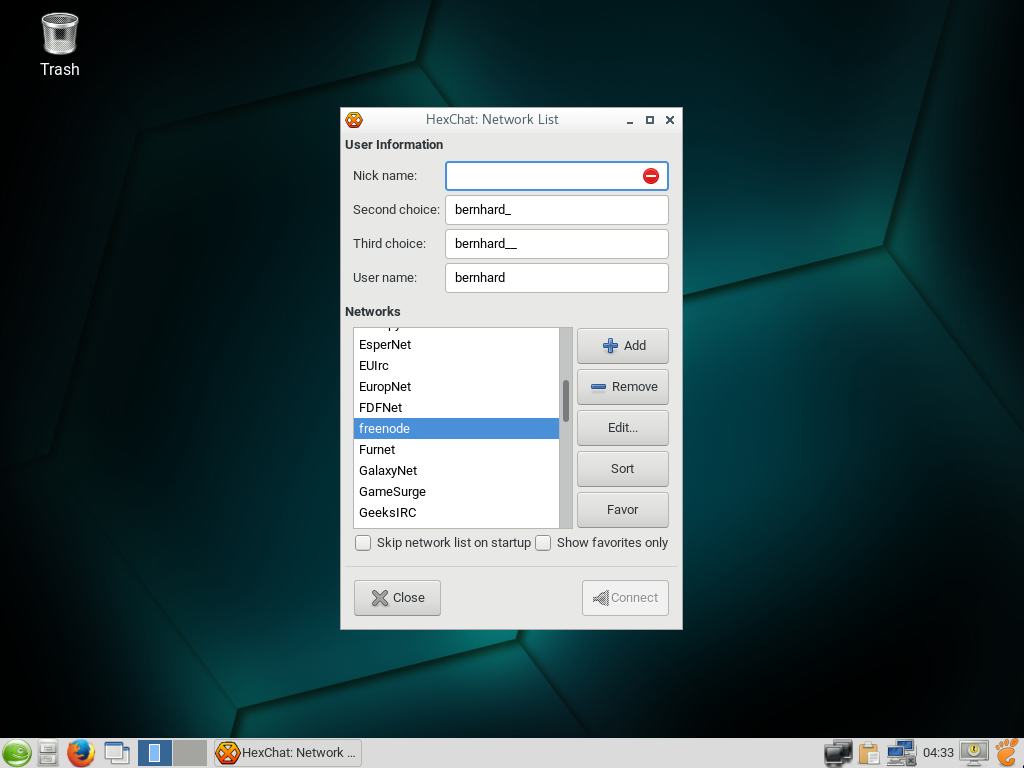 Trash
HexChat: Network List
User Information
Nick name:
Second choice: bernhard_
Third choice: bernhard__
User name: bernhard
Networks
EsperNet
EUIrc
EuropNet
FDFNet
freenode
Furnet
GalaxyNet
GameSurge
GeeksIRC
Add
Remove
Edit...
Sort
Favor
Skip network list on startup
Show favorites only
Close
Connect
HexChat: Network ...
04:33